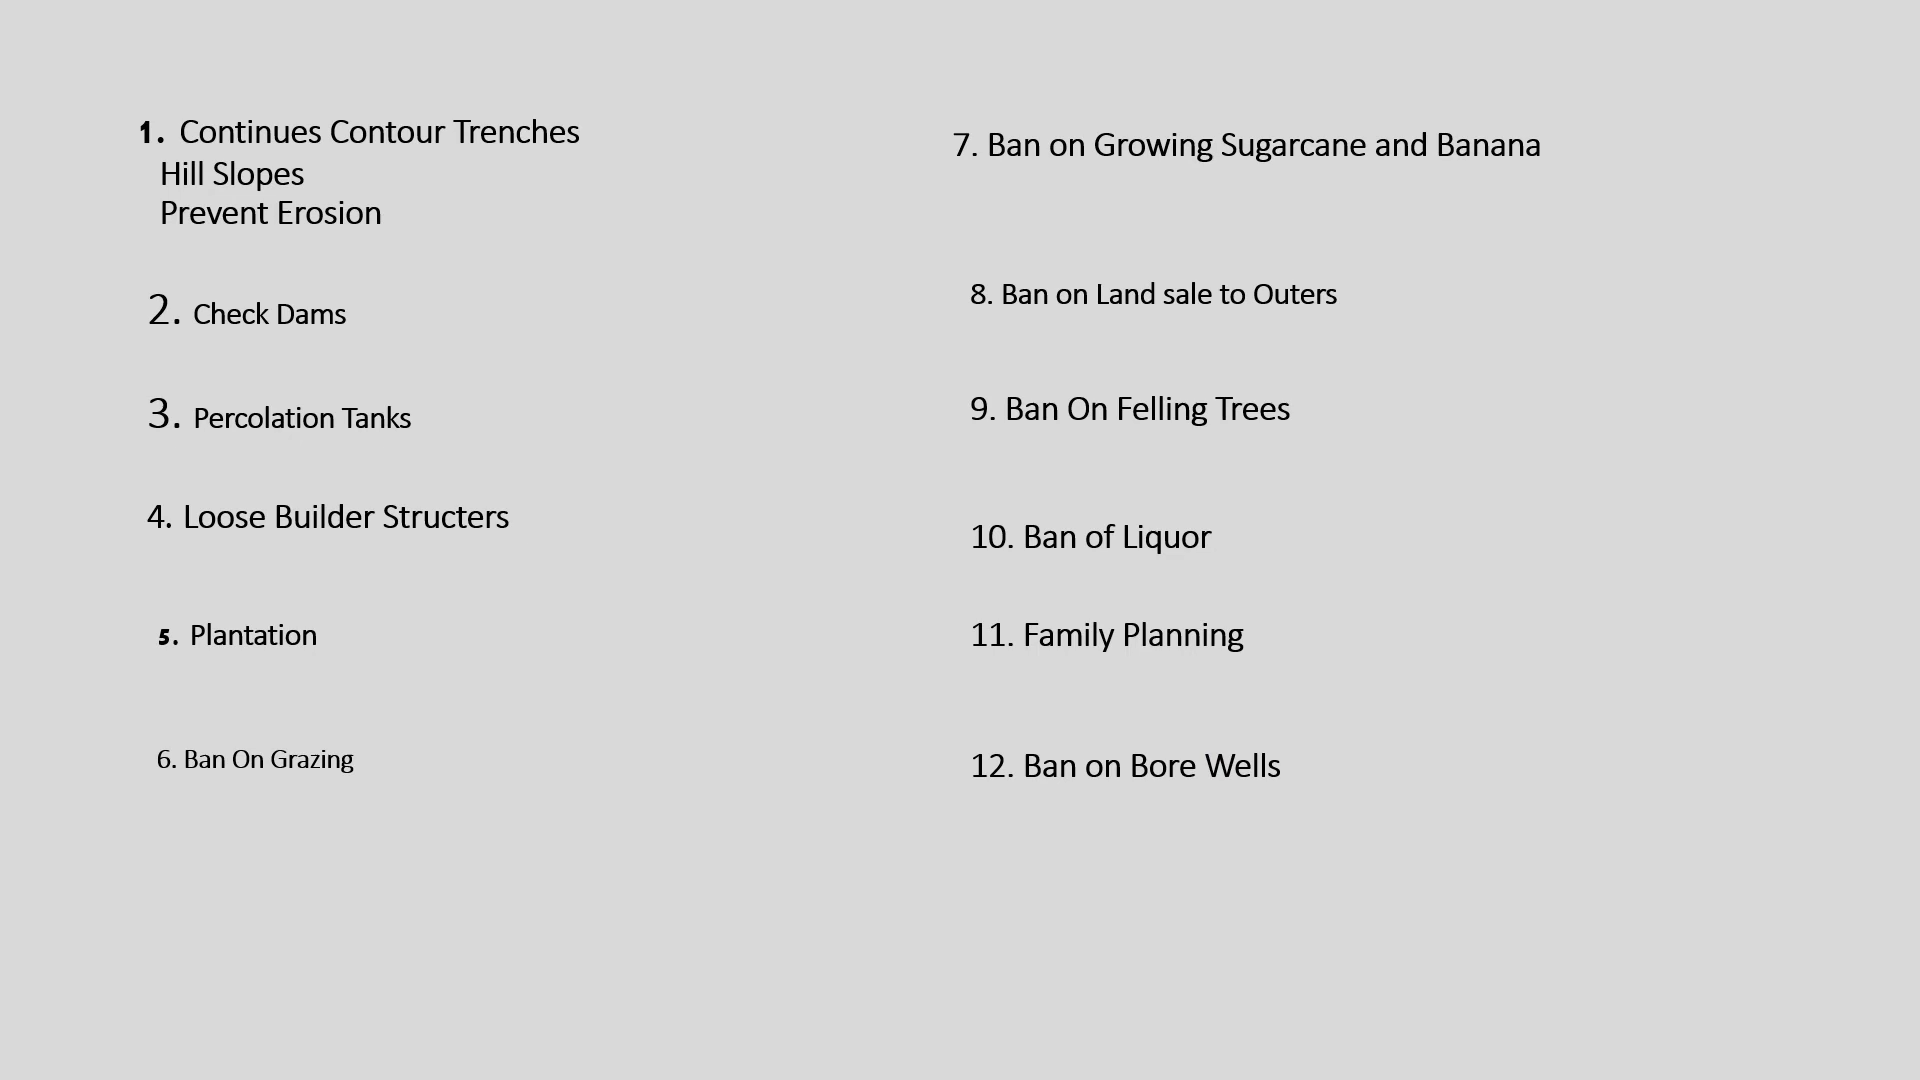 1. Continues Contour Trenches
Hill Slopes
Prevent Erosion
2. Check Dams
3. Percolation Tanks
4. Loose Builder Structers
5. Plantation
6. Ban On Grazing
7. Ban on Growing Sugarcane and Banana
8. Ban on Land sale to Outers
9. Ban On Felling Trees
10. Ban of Liquor
11. Family Planning
12. Ban on Bore Wells